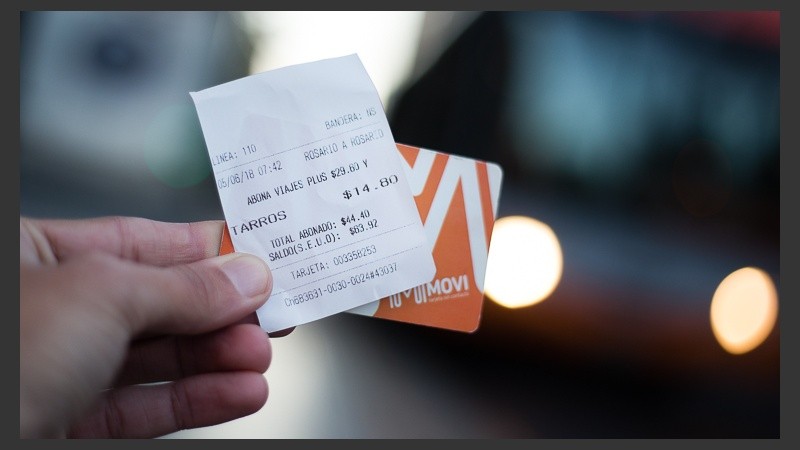 LINEA: 110 BANDERA: NS
05/06/18 07:42 ROSARIO A ROSARIO
ABONA VIAJES PLUS $29.60 Y
$14.80
TARROS
TOTAL ABONADO: $44.40
SALDO(S.E.U.O): $63.92
TARJETA: 00335B253
MOVI